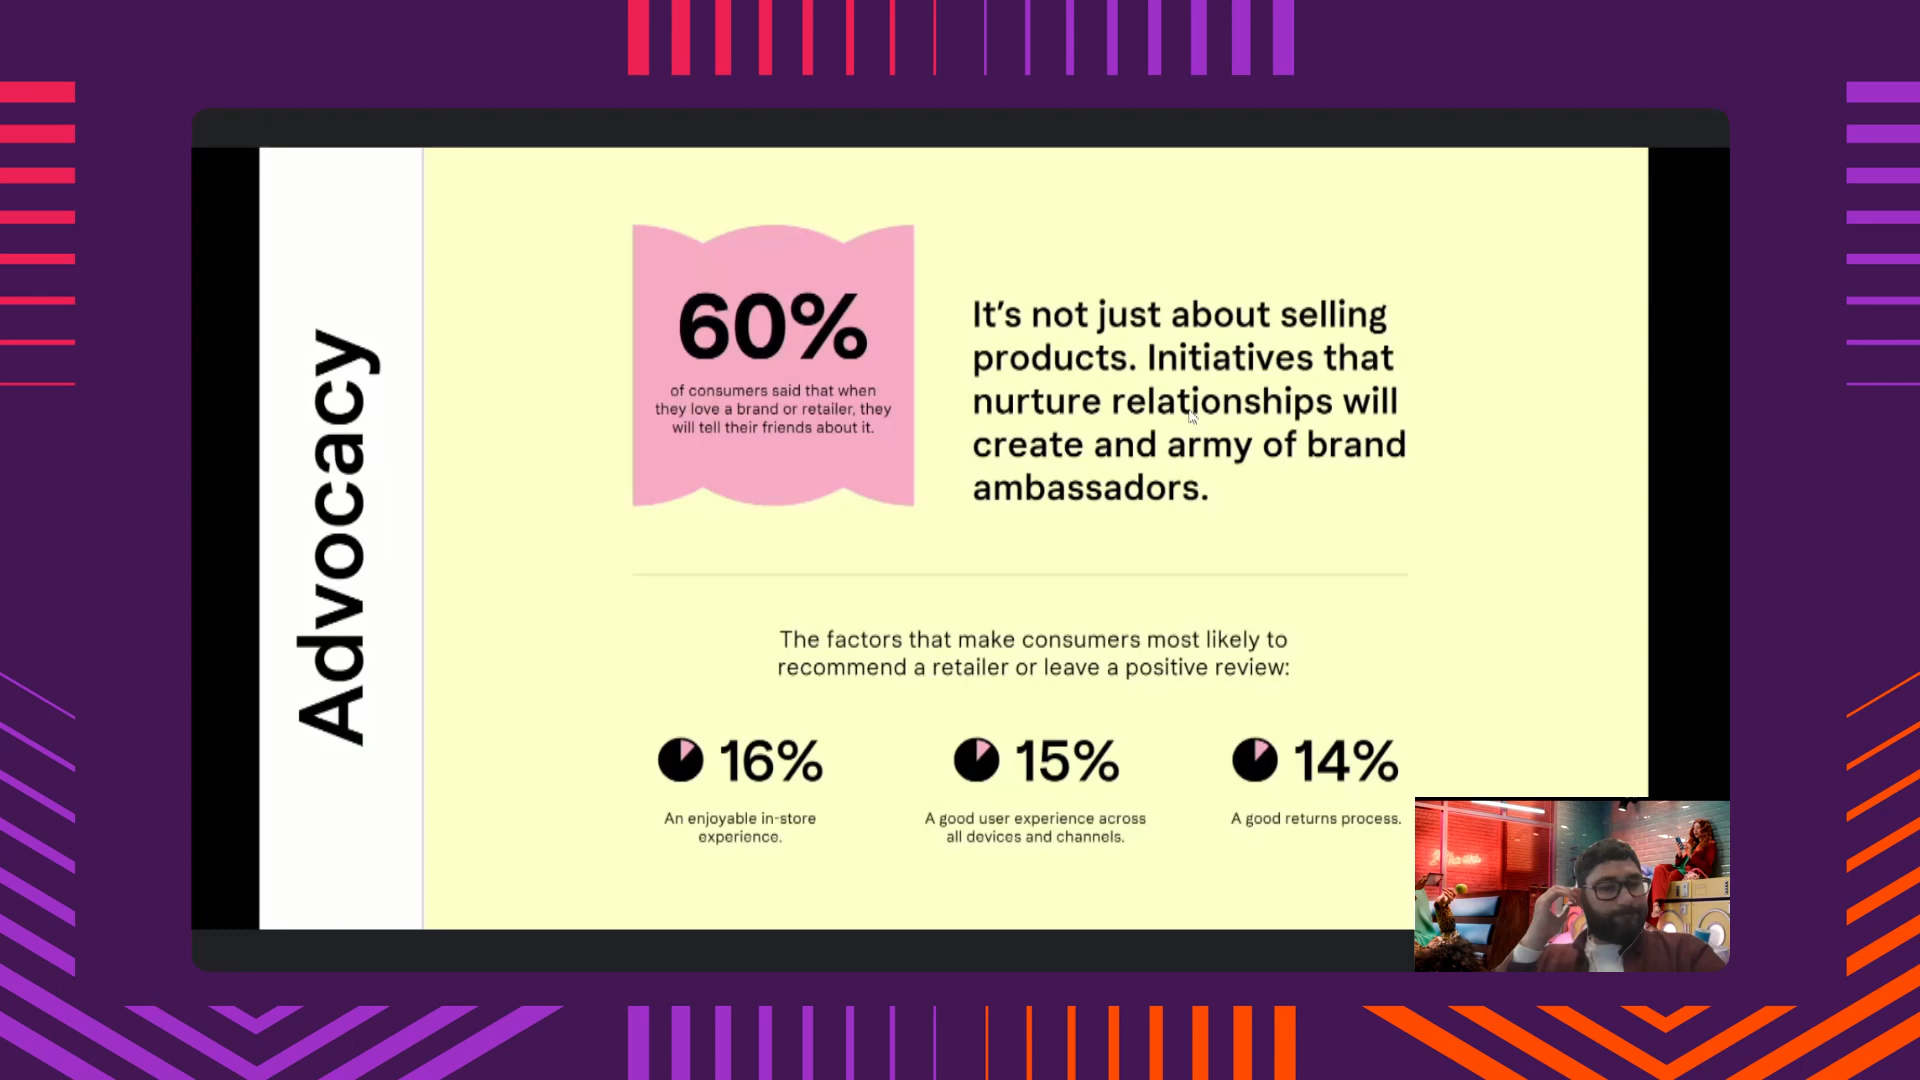 Advocacy
60%
of consumers said that when
they love a brand or retailer, they
will tell their friends about it.
It's not just about selling
products. Initiatives that
nurture relationships will
create and army of brand
ambassadors.
The factors that make consumers most likely to
recommend a retailer or leave a positive review:
16%
An enjoyable in-store
experience.
15%
A good user experience across
all devices and channels.
14%
A good returns process.